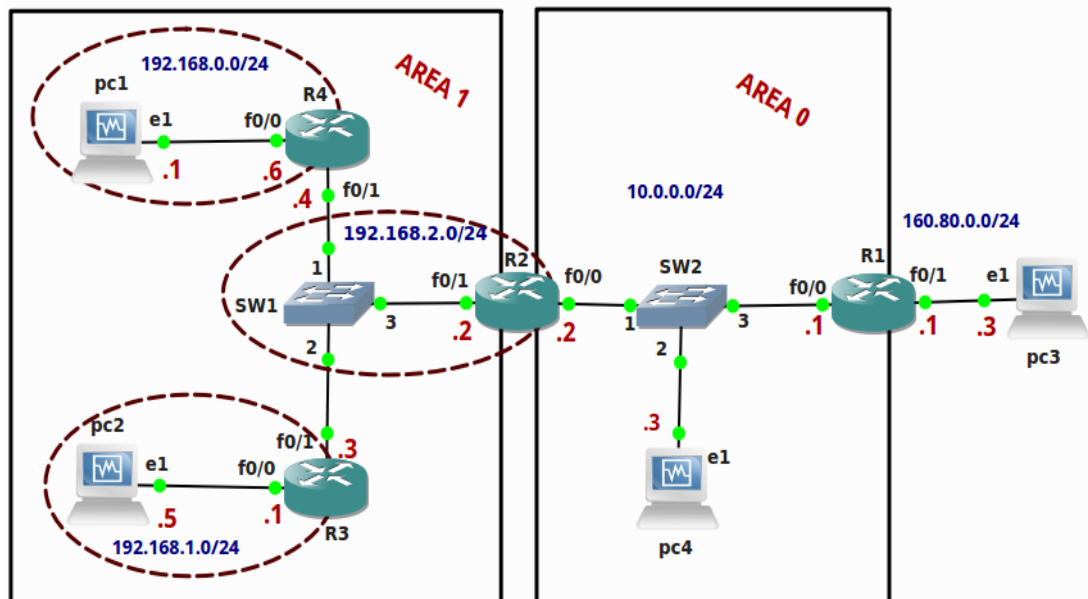 192.168.0.0/24
pc1
e1
f0/0
R4
.1
.6
.4
f0/1
AREA 1
192.168.2.0/24
1
SW1
3
2
f0/1
.2
R2
f0/0
.2
pc2
e1
f0/0
f0/1
.3
.5
.1
R3
192.168.1.0/24
AREA 0
10.0.0.0/24
SW2
1
2
3
.3
e1
pc4
f0/0
.1
R1
f0/1
.1
160.80.0.0/24
e1
.3
pc3